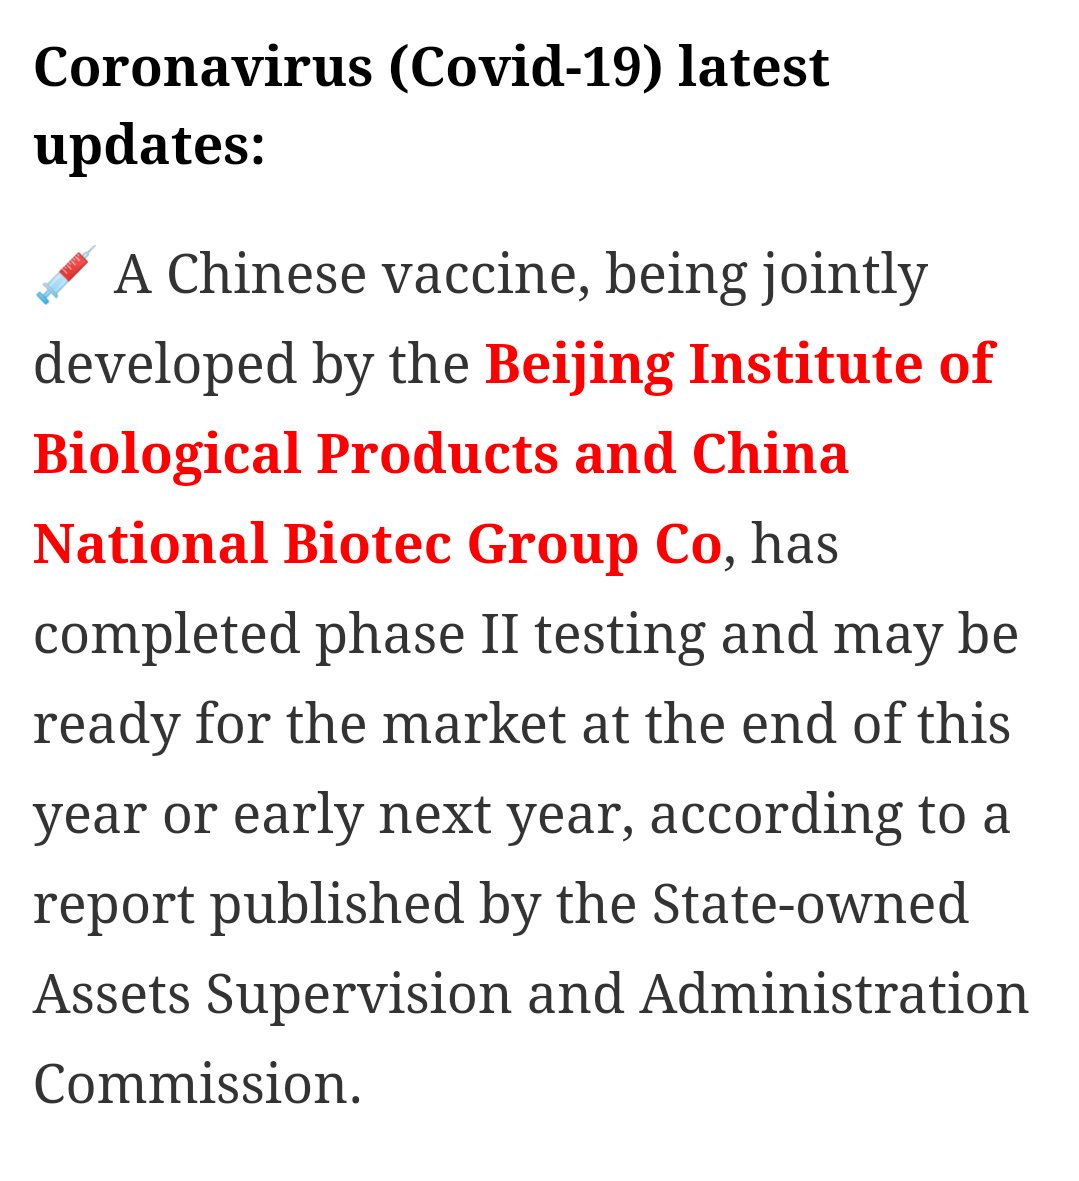 Coronavirus (Covid-19) latest
updates:
💉 A Chinese vaccine, being jointly
developed by the Beijing Institute of
Biological Products and China
National Biotec Group Co, has
completed phase II testing and may be
ready for the market at the end of this
year or early next year, according to a
report published by the State-owned
Assets Supervision and Administration
Commission.